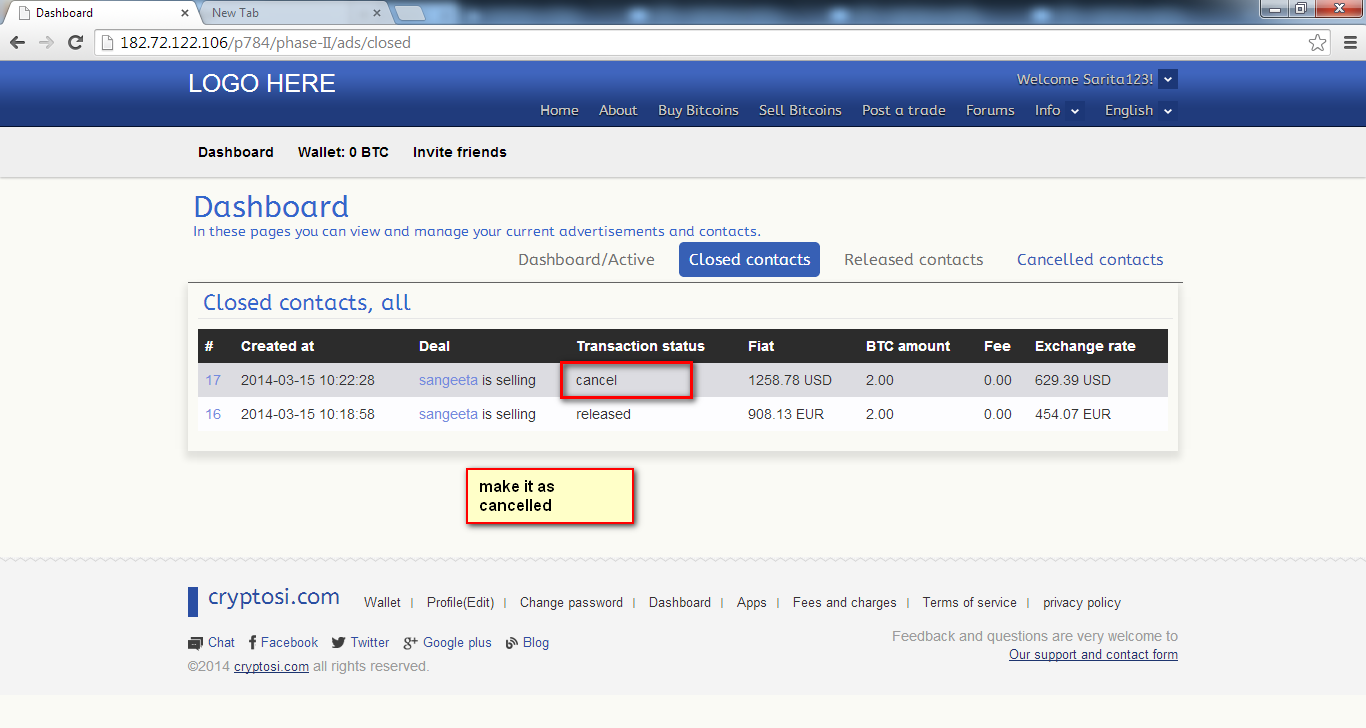 Dashboard New Tab
182.72.122.106/p784/phase-II/ads/closed
LOGO HERE Welcome Sarita123!
Home About Buy Bitcoins Sell Bitcoins Post a trade Forums Info English
Dashboard Wallet: 0 BTC Invite friends
Dashboard
In these pages you can view and manage your current advertisements and contacts.
Dashboard/Active Closed contacts Released contacts Cancelled contacts
Closed contacts, all
# Created at Deal Transaction status Fiat BTC amount Fee Exchange rate
17 2014-03-15 10:22:28 sangeeta is selling cancel 1258.78 USD 2.00 0.00 629.39 USD
16 2014-03-15 10:18:58 sangeeta is selling released 908.13 EUR 2.00 0.00 454.07 EUR
make it as
cancelled
cryptosi.com Wallet | Profile(Edit) | Change password | Dashboard | Apps | Fees and charges | Terms of service | privacy policy
Chat Facebook Twitter Google plus Blog
Feedback and questions are very welcome to
Our support and contact form
©2014 cryptosi.com all rights reserved.